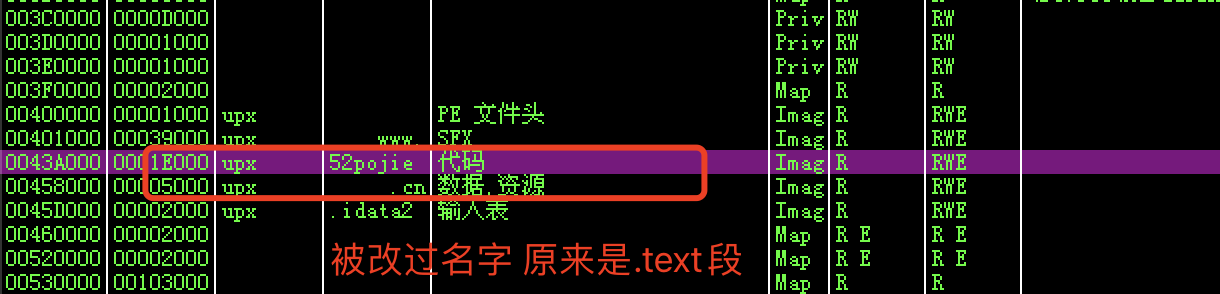 003C0000 0000D000 Priv RW RW
003D0000 00001000 Priv RW RW
003E0000 00001000 Priv RW RW
003F0000 00002000 Map R R
00400000 00001000 upx PE 文件头 Imag R RWE
00401000 00039000 upx www. SFX Imag R RWE
0043A000 0001E000 upx 52pojie 代码 Imag R RWE
00458000 00005000 upx .cn 数据,资源 Imag R RWE
0045D000 00002000 upx .idata2 输入表 Imag R RWE
00460000 00002000 Map R E R E
00520000 00002000 Map R E R E
被改过名字 原来是.text段
00530000 00103000 Map R R